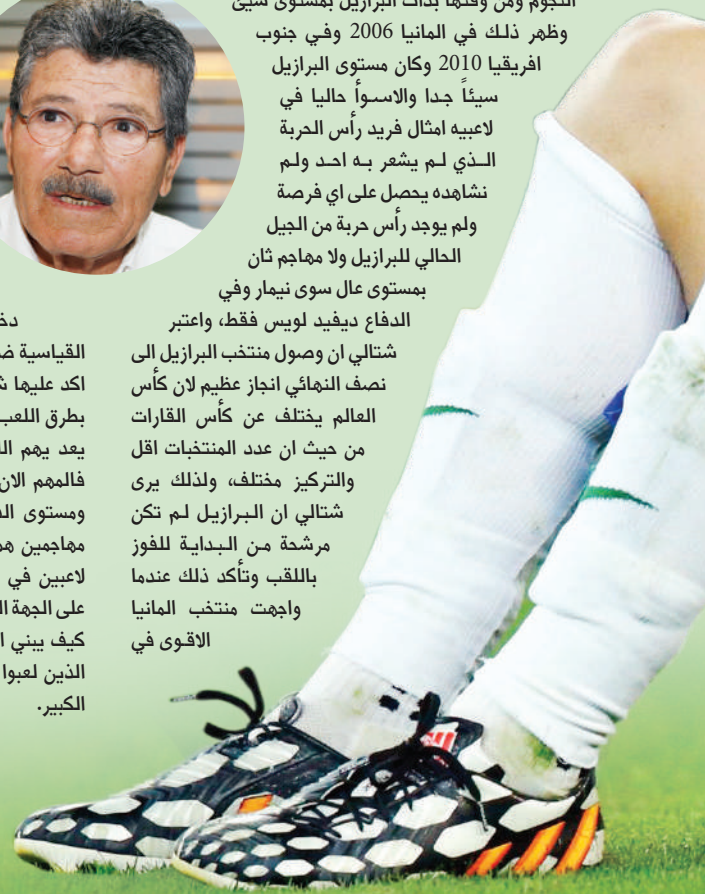 النجوم ومن وقتها بدأت البرازيل بمستوى سيئ
وظهر ذلك في المانيا 2006 وفي جنوب
افريقيا 2010 وكان مستوى البرازيل
سيئاً جدا والاسوأ حاليا في
لاعبيه امثال فريد رأس الحربة
الذي لم يشعر به احد ولم
نشاهده يحصل على اي فرصة
ولم يوجد رأس حربة من الجيل
الحالي للبرازيل ولا مهاجم ثان
بمستوى عال سوى نيمار وفي
الدفاع ديفيد لويس فقط، واعتبر
شتالي ان وصول منتخب البرازيل الى
نصف النهائي انجاز عظيم لان كأس
العالم يختلف عن كأس القارات
من حيث ان عدد المنتخبات اقل
والتركيز مختلف، ولذلك يرى
شتالي ان البرازيل لم تكن
مرشحة من البداية للفوز
باللقب وتأكد ذلك عندما
واجهت منتخب المانيا
الاقوى في
القياسية
اكد عليها
بطرق اللعب
يعد يهم
فالمهم الان
ومستوى
مهاجمين
لاعبين في
على الجهة
كيف يبني
الذين لعبوا
الكبير.